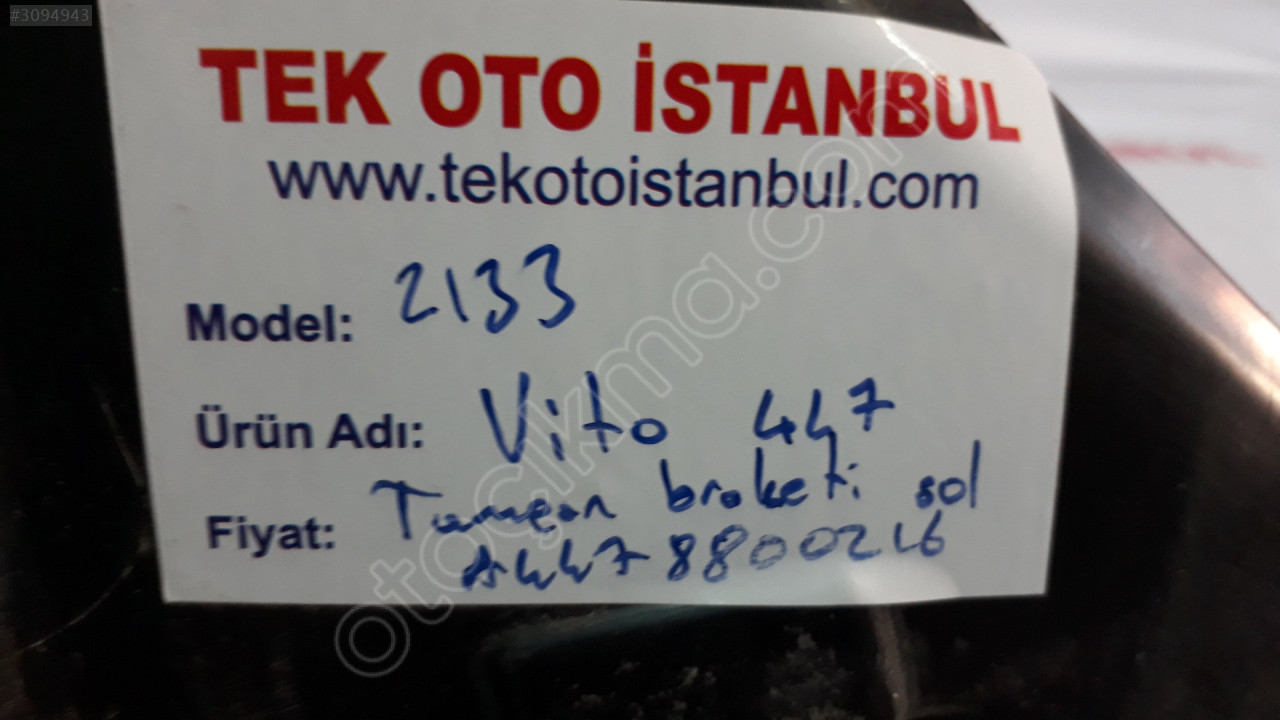 #3094943
TEK OTO İSTANBUL
www.tekotoistanbul.com
Model: 2133
Ürün Adı: Vito 447
Fiyat: Tampon braketi sol
A4478800216
otoçıkma.com